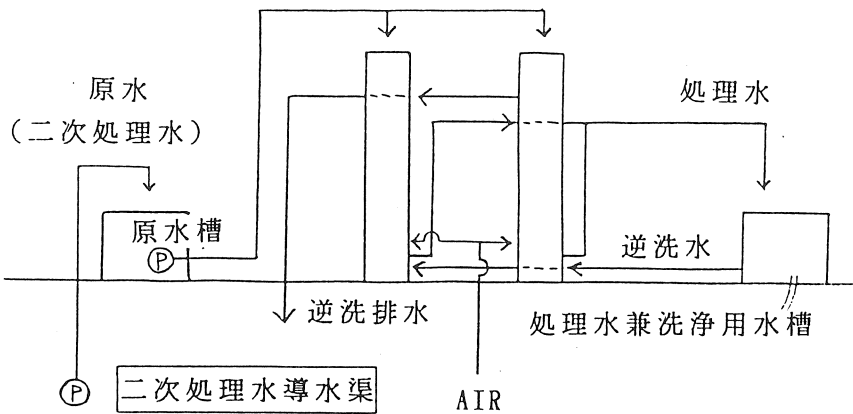 原水
(二次処理水)
処理水
原水槽
P
逆洗水
逆洗排水
処理水兼洗浄用水槽
P
二次処理水導水渠
AIR